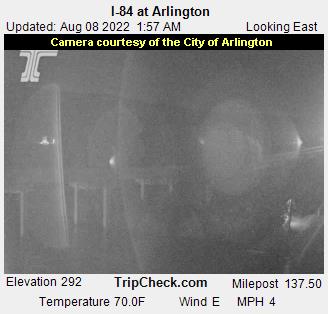 I-84 at Arlington
Updated: Aug 08 2022 1:57 AM Looking East
Camera courtesy of the City of Arlington
Elevation 292 TripCheck.com Milepost 137.50
Temperature 70.0F Wind E MPH 4